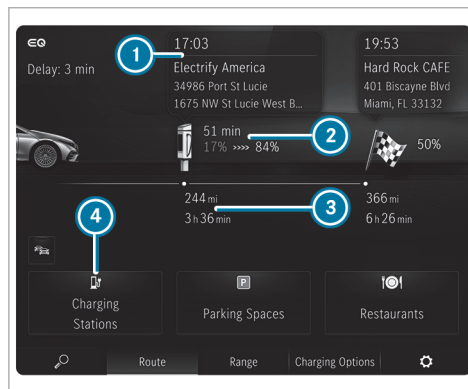 EQ
Delay: 3 min
17:03
Electrify America
34986 Port St Lucie
1675 NW St Lucie West B...
19:53
Hard Rock CAFE
401 Biscayne Blvd
Miami, FL 33132
1
51 min
17% »»» 84%
2
50%
244 mi
3 h 36 min
3
366 mi
6 h 26 min
4
Charging
Stations
P
Parking Spaces
Restaurants
Route
Range
Charging Options